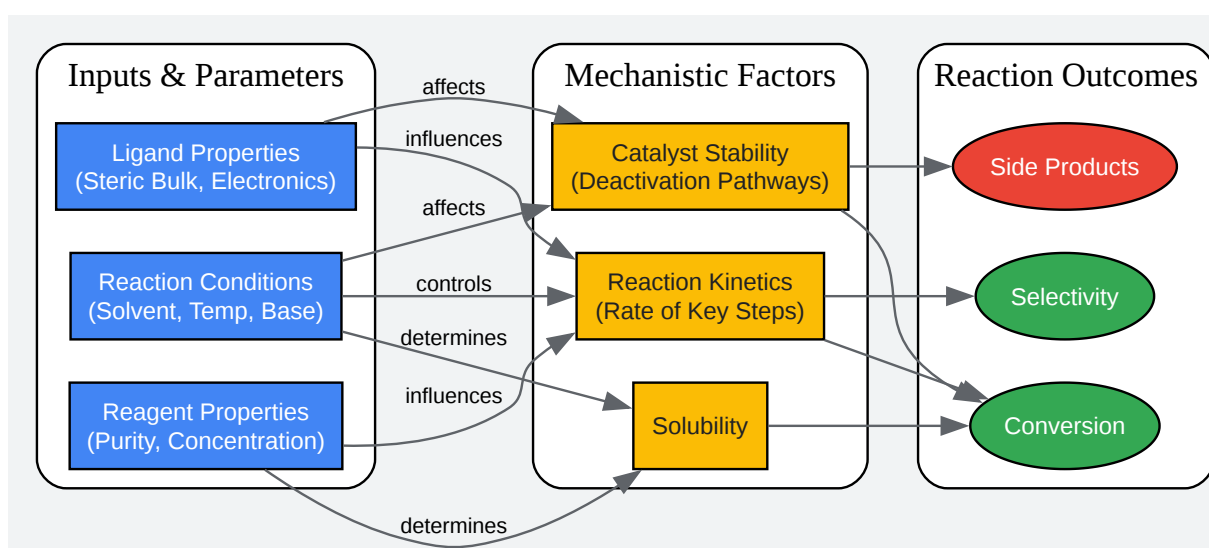 Inputs & Parameters
Ligand Properties
(Steric Bulk, Electronics)
Reaction Conditions
(Solvent, Temp, Base)
Reagent Properties
(Purity, Concentration)
affects
influences
affects
controls
determines
influences
determines
Mechanistic Factors
Catalyst Stability
(Deactivation Pathways)
Reaction Kinetics
(Rate of Key Steps)
Solubility
Reaction Outcomes
Side Products
Selectivity
Conversion